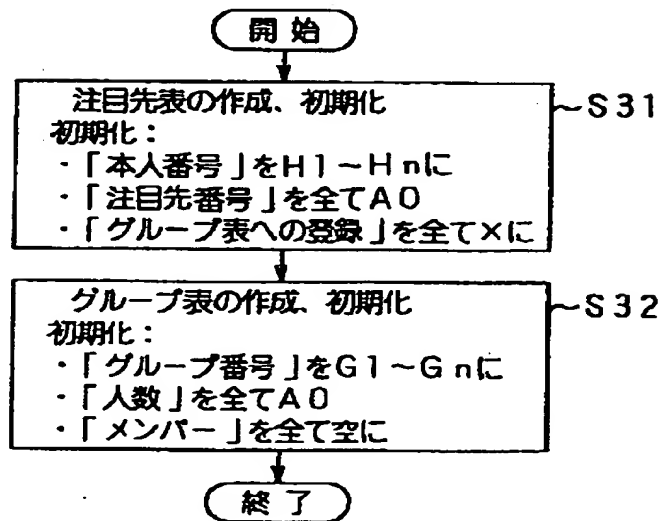 開 始
注目先表の作成、初期化
初期化：
・「本人番号」をH1～Hnに
・「注目先番号」を全てA0
・「グループ表への登録」を全て×に
～S31
グループ表の作成、初期化
初期化：
・「グループ番号」をG1～Gnに
・「人数」を全てA0
・「メンバー」を全て空に
～S32
終 了